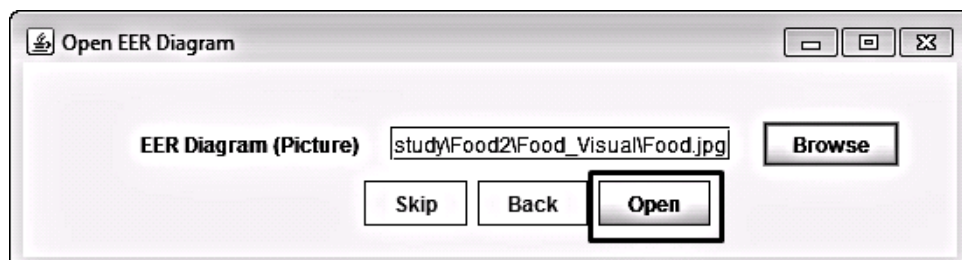 Open EER Diagram
EER Diagram (Picture) study\Food2\Food_Visual\Food.jpg Browse
Skip Back Open